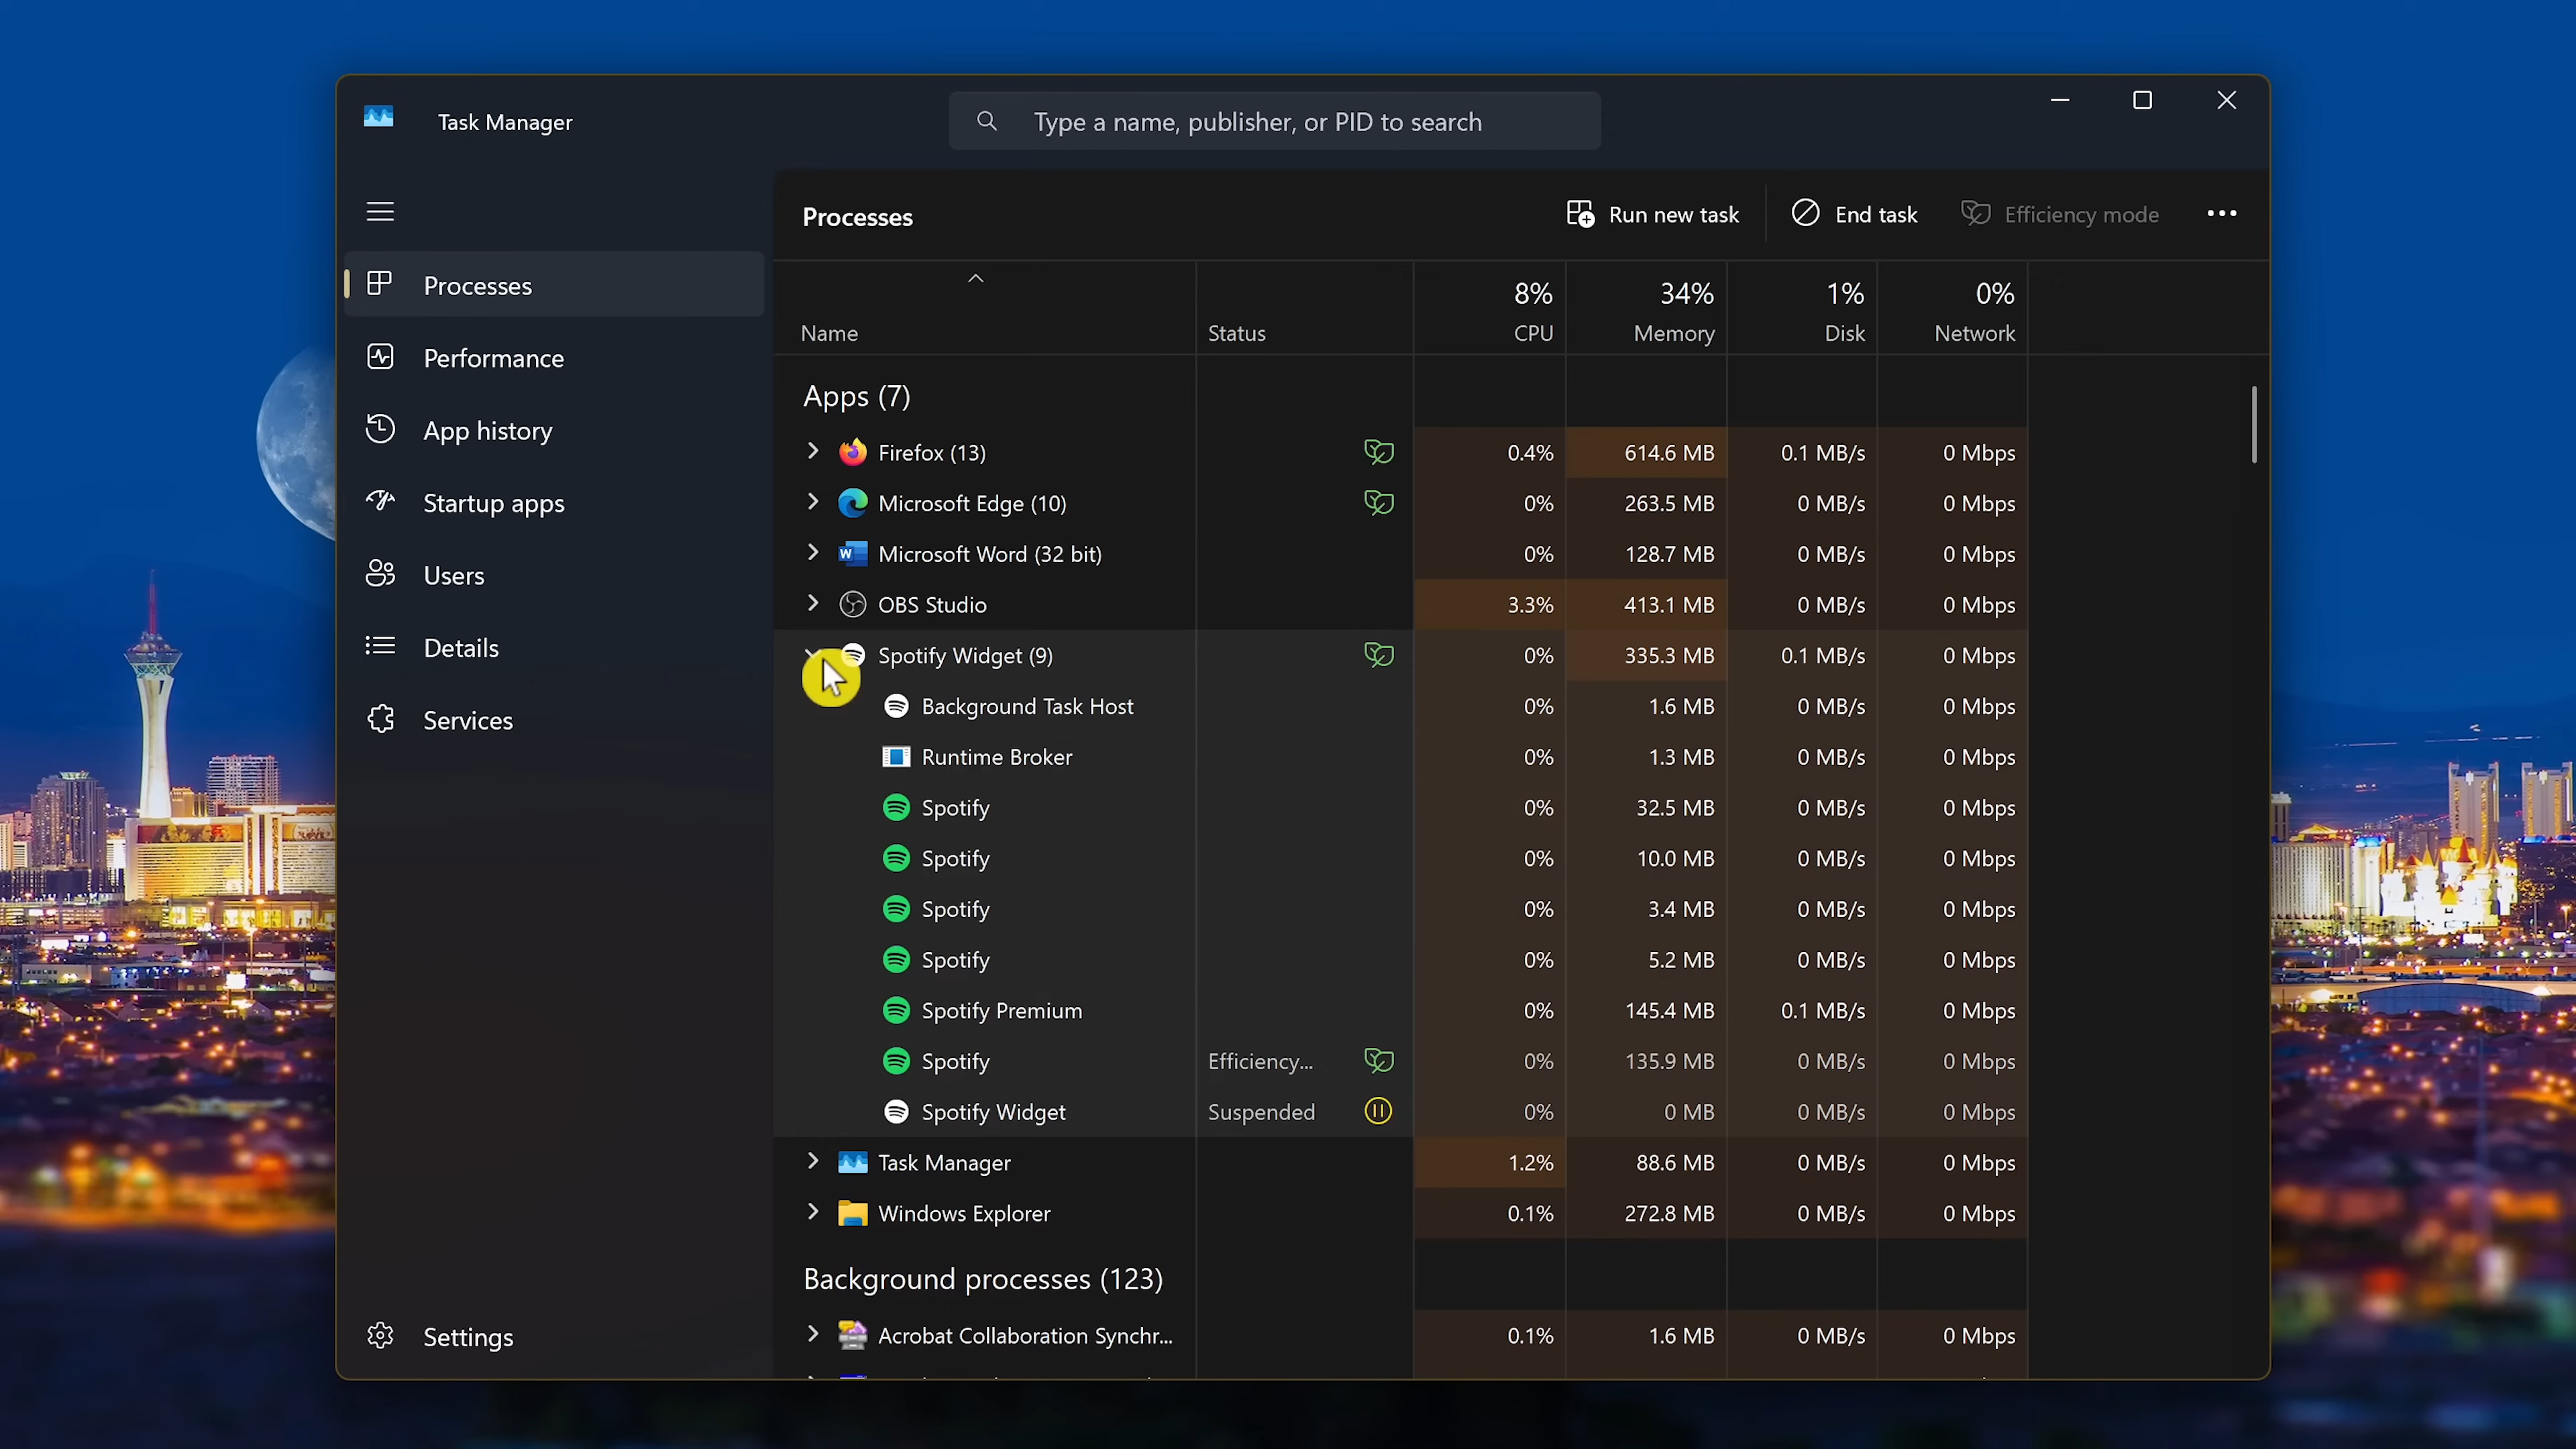 Task Manager
Type a name, publisher, or PID to search
Processes
Performance
App history
Startup apps
Users
Details
Services
Settings
Processes
Run new task
End task
Efficiency mode
8% 34% 1% 0%
Name Status CPU Memory Disk Network
Apps (7)
Firefox (13) 0.4% 614.6 MB 0.1 MB/s 0 Mbps
Microsoft Edge (10) 0% 263.5 MB 0 MB/s 0 Mbps
Microsoft Word (32 bit) 0% 128.7 MB 0 MB/s 0 Mbps
OBS Studio 3.3% 413.1 MB 0 MB/s 0 Mbps
Spotify Widget (9) 0% 335.3 MB 0.1 MB/s 0 Mbps
Background Task Host 0% 1.6 MB 0 MB/s 0 Mbps
Runtime Broker 0% 1.3 MB 0 MB/s 0 Mbps
Spotify 0% 32.5 MB 0 MB/s 0 Mbps
Spotify 0% 10.0 MB 0 MB/s 0 Mbps
Spotify 0% 3.4 MB 0 MB/s 0 Mbps
Spotify 0% 5.2 MB 0 MB/s 0 Mbps
Spotify Premium 0% 145.4 MB 0.1 MB/s 0 Mbps
Spotify Efficiency... 0% 135.9 MB 0 MB/s 0 Mbps
Spotify Widget Suspended 0% 0 MB 0 MB/s 0 Mbps
Task Manager 1.2% 88.6 MB 0 MB/s 0 Mbps
Windows Explorer 0.1% 272.8 MB 0 MB/s 0 Mbps
Background processes (123)
Acrobat Collaboration Synchr... 0.1% 1.6 MB 0 MB/s 0 Mbps